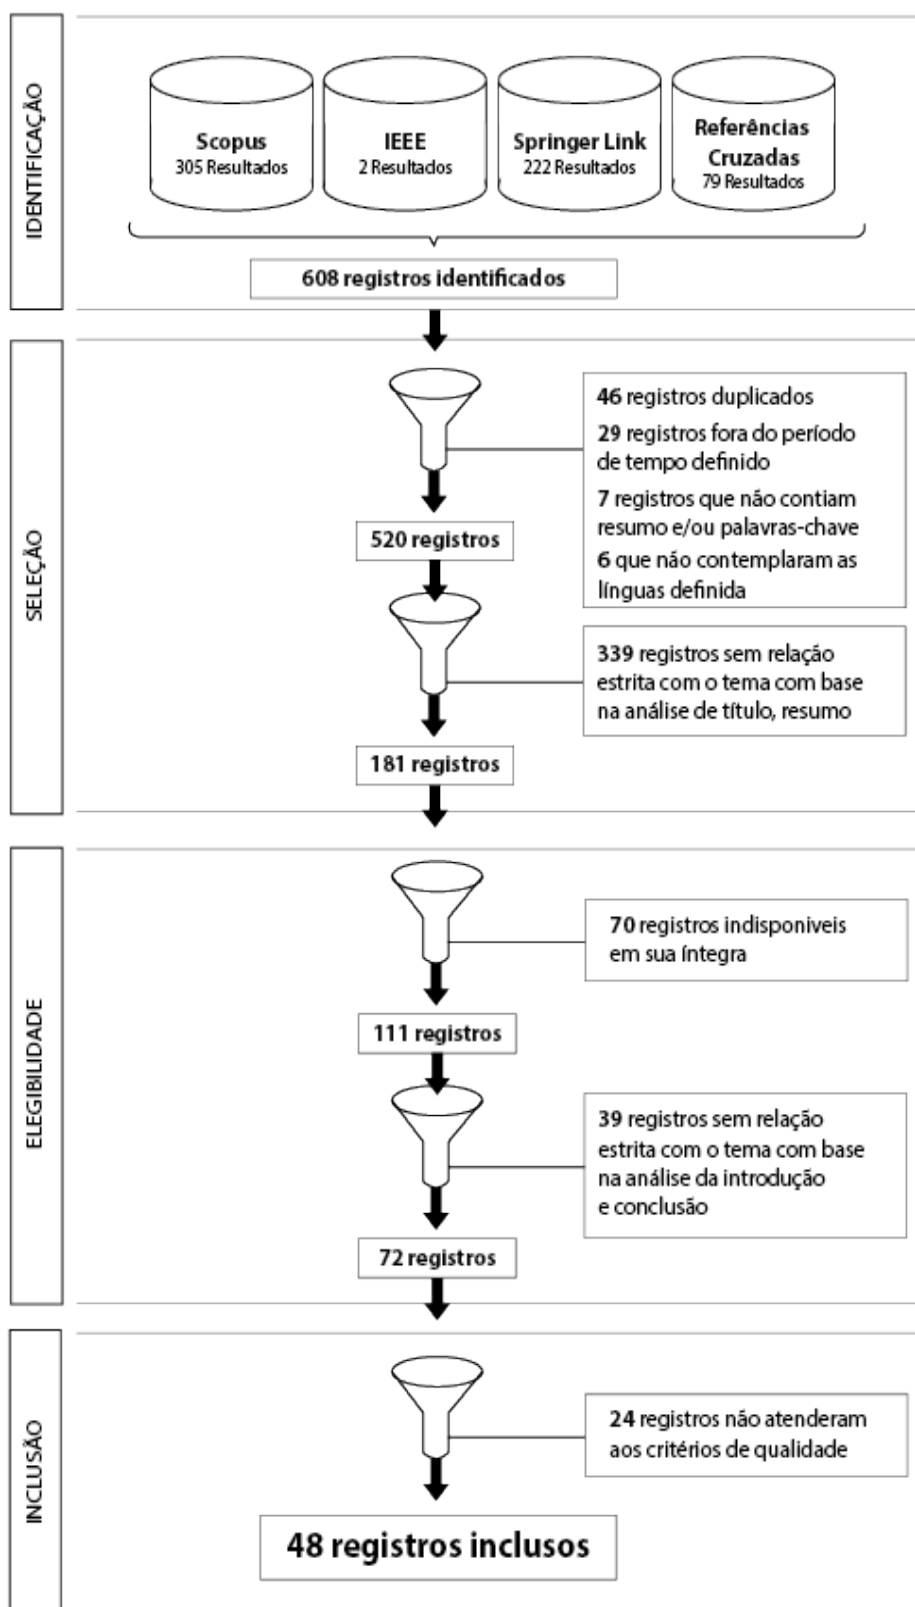 IDENTIFICAÇÃO
Scopus
305 Resultados
IEEE
2 Resultados
Springer Link
222 Resultados
Referências
Cruzadas
79 Resultados
608 registros identificados
SELEÇÃO
46 registros duplicados
29 registros fora do período
de tempo definido
7 registros que não contiam
resumo e/ou palavras-chave
6 que não contemplaram as
línguas definida
520 registros
339 registros sem relação
estrita com o tema com base
na análise de título, resumo
181 registros
ELEGIBILIDADE
70 registros indisponiveis
em sua íntegra
111 registros
39 registros sem relação
estrita com o tema com base
na análise da introdução
e conclusão
72 registros
INCLUSÃO
24 registros não atenderam
aos critérios de qualidade
48 registros inclusos